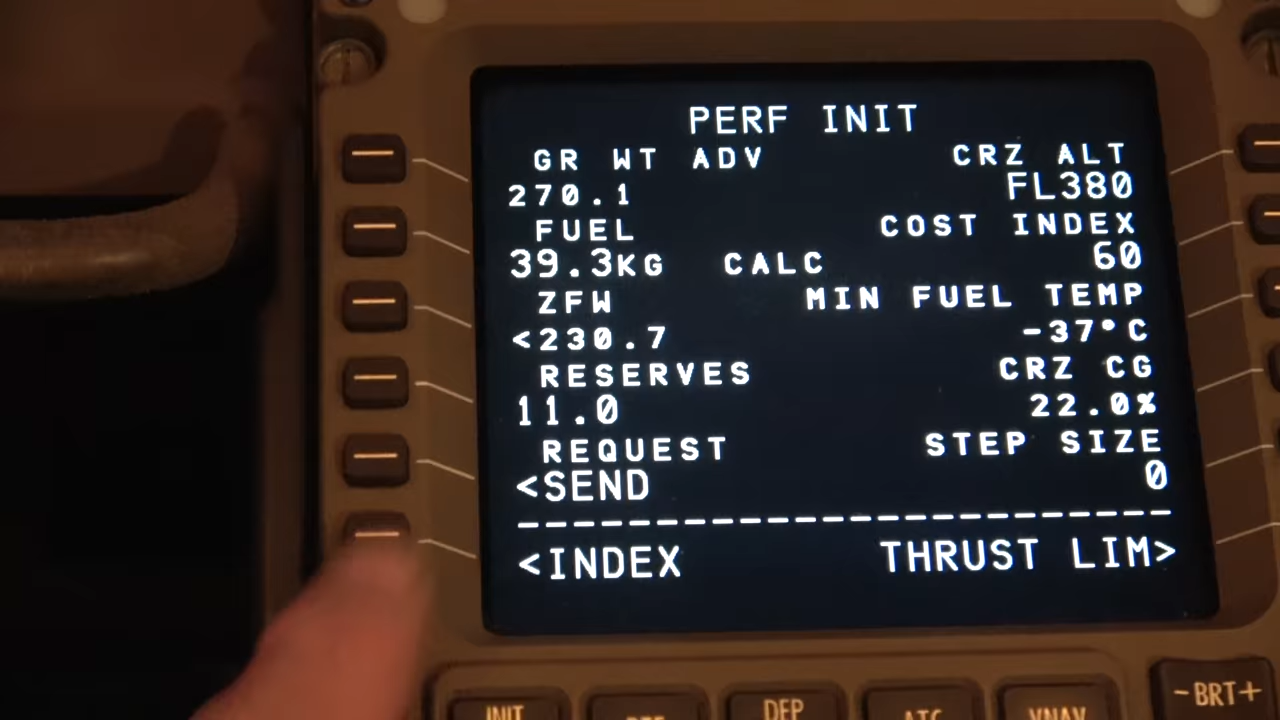 PERF INIT
GR WT ADV CRZ ALT
270.1 FL380
FUEL COST INDEX
39.3KG CALC 60
ZFW MIN FUEL TEMP
<230.7 -37°C
RESERVES CRZ CG
11.0 22.0%
REQUEST STEP SIZE
<SEND 0
------------------------
<INDEX THRUST LIM>
INIT DEP ATC VNAV -BRT+